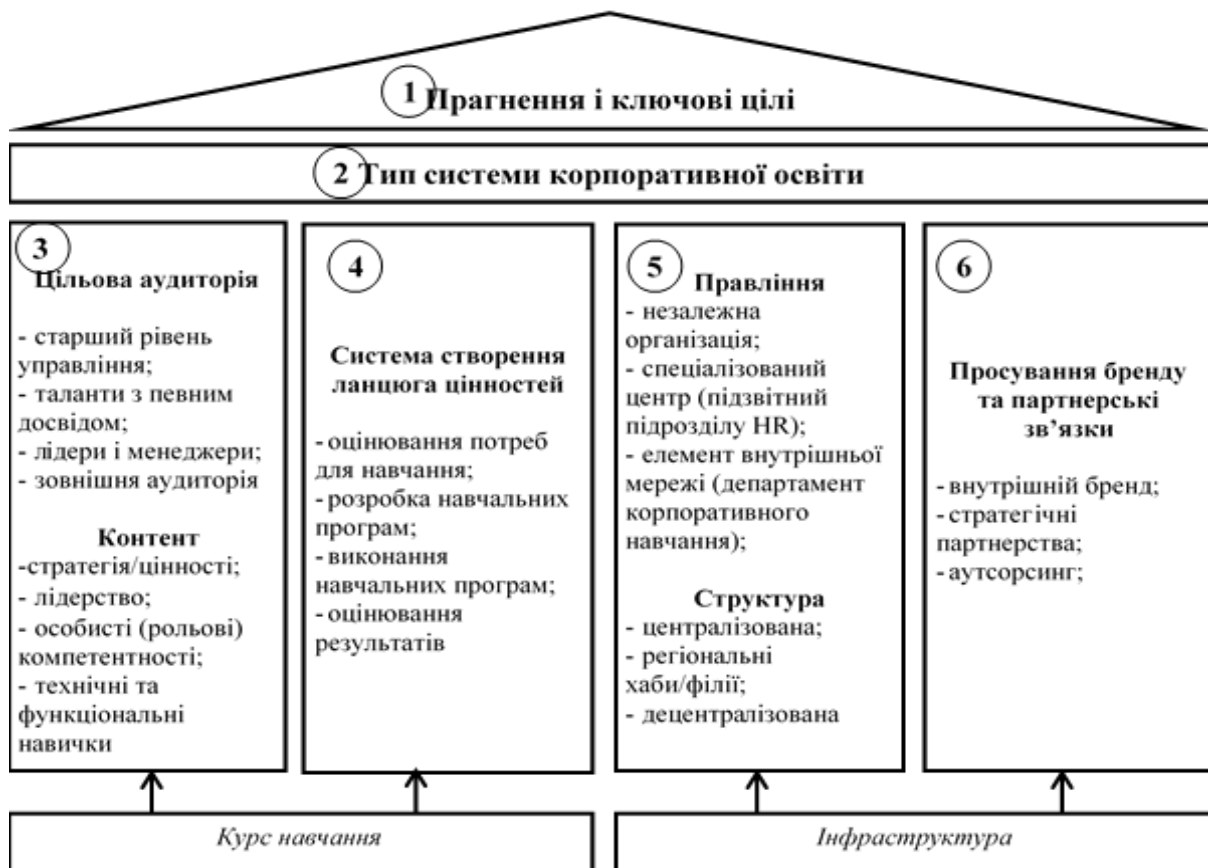 1 Прагнення і ключові цілі
2 Тип системи корпоративної освіти
3
Цільова аудиторія
- старший рівень
управління;
- таланти з певним
досвідом;
- лідери і менеджери;
- зовнішня аудиторія
Контент
-стратегія/цінності;
- лідерство;
- особисті (рольові)
компетентності;
- технічні та
функціональні
навички
4
Система створення
ланцюга цінностей
- оцінювання потреб
для навчання;
- розробка навчальних
програм;
- виконання
навчальних програм;
- оцінювання
результатів
5
Правління
- незалежна
організація;
- спеціалізований
центр (підзвітний
підрозділу HR);
- елемент внутрішньої
мережі (департамент
корпоративного
навчання);
Структура
- централізована;
- регіональні
хаби/філії;
- децентралізована
6
Просування бренду
та партнерські
зв’язки
- внутрішній бренд;
- стратегічні
партнерства;
- аутсорсинг;
Курс навчання
Інфраструктура